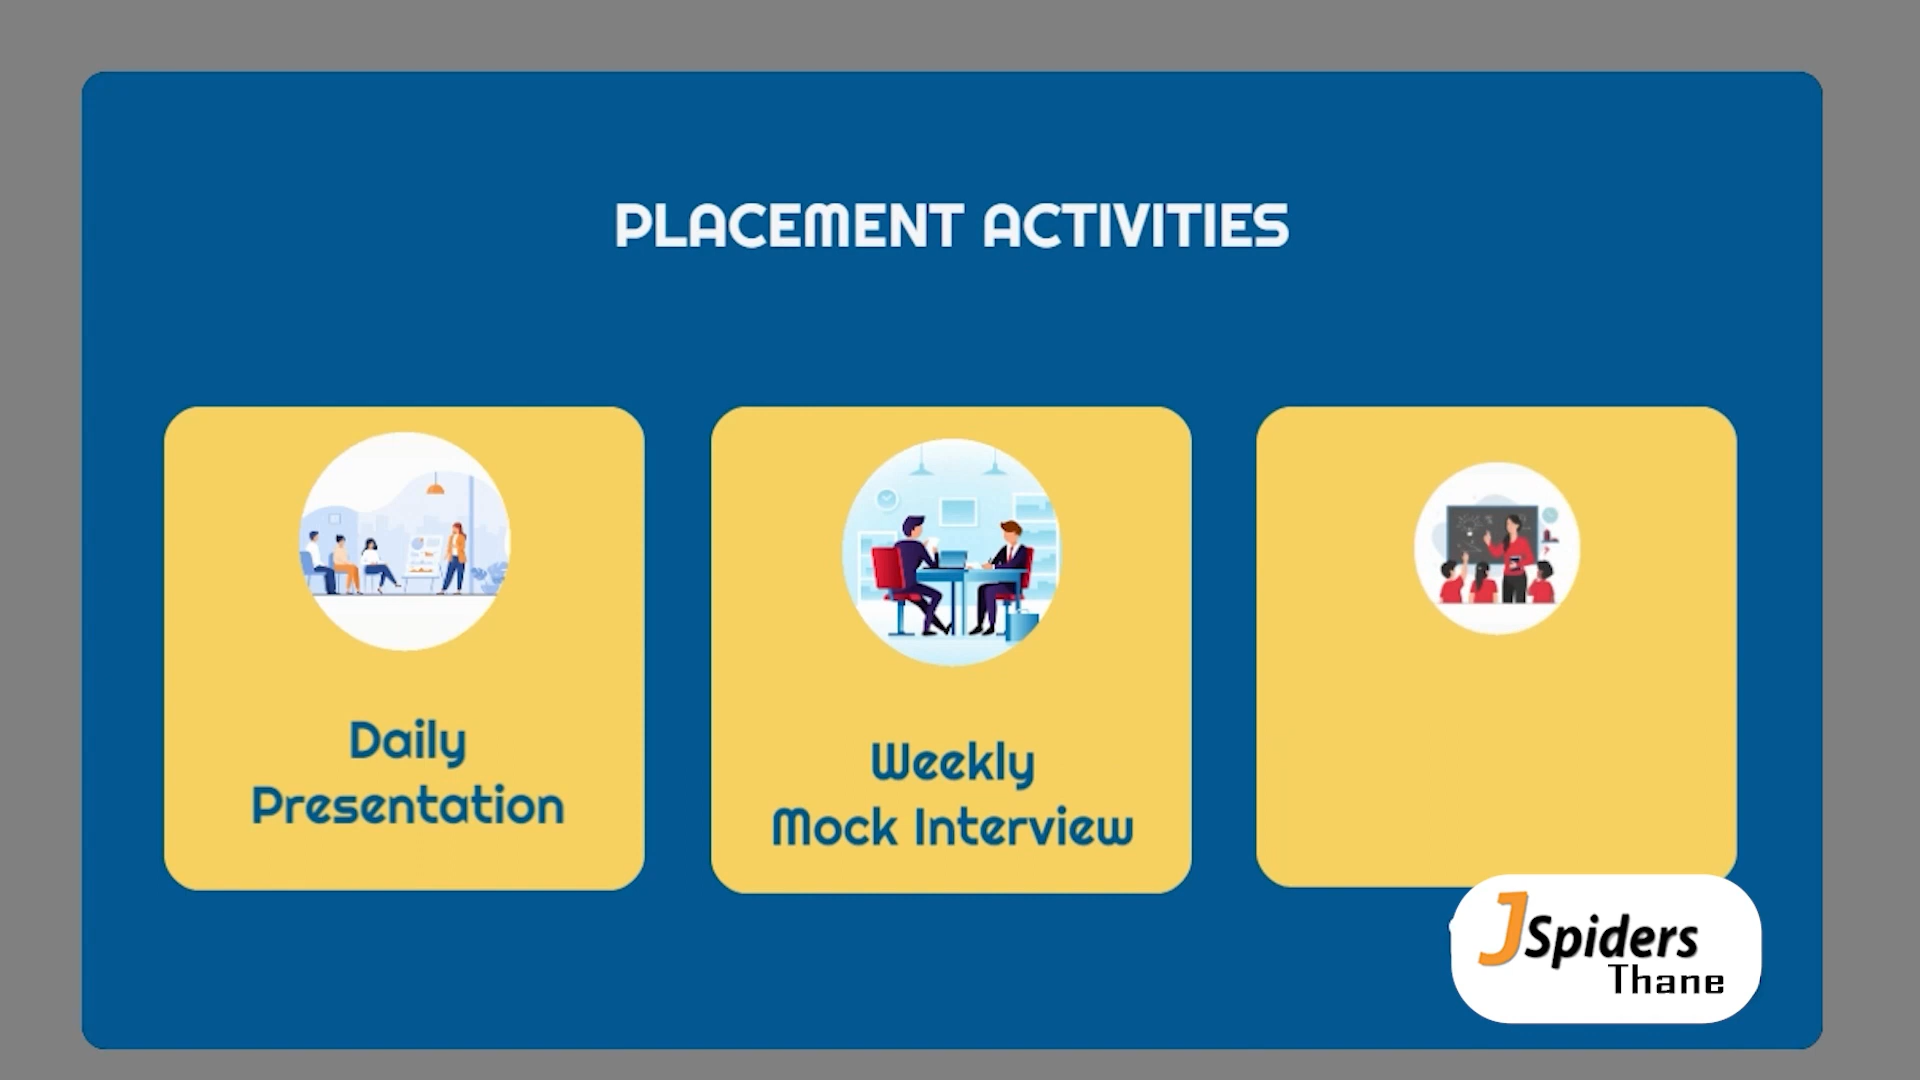 PLACEMENT ACTIVITIES
Daily
Presentation
Weekly
Mock Interview
JSpiders
Thane